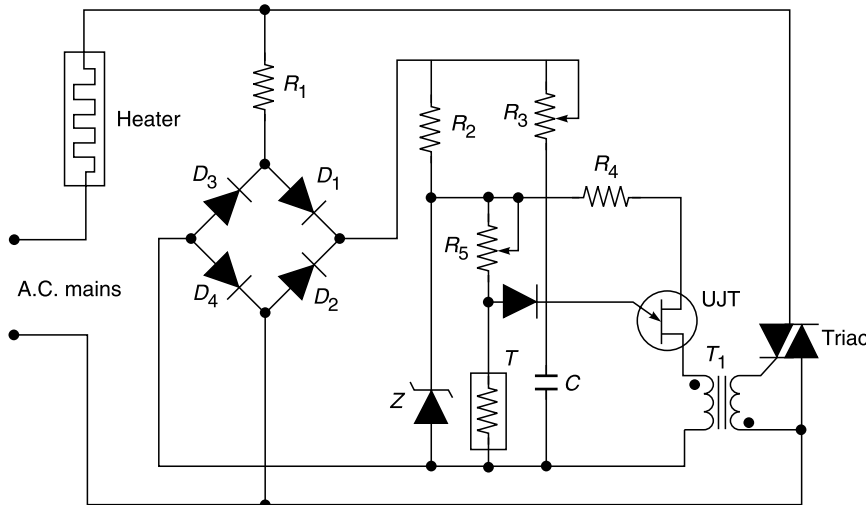 R1
R2
R3
Heater
R4
D3
D1
R5
A.C. mains
D4
D2
UJT
Triac
T
T1
Z
C